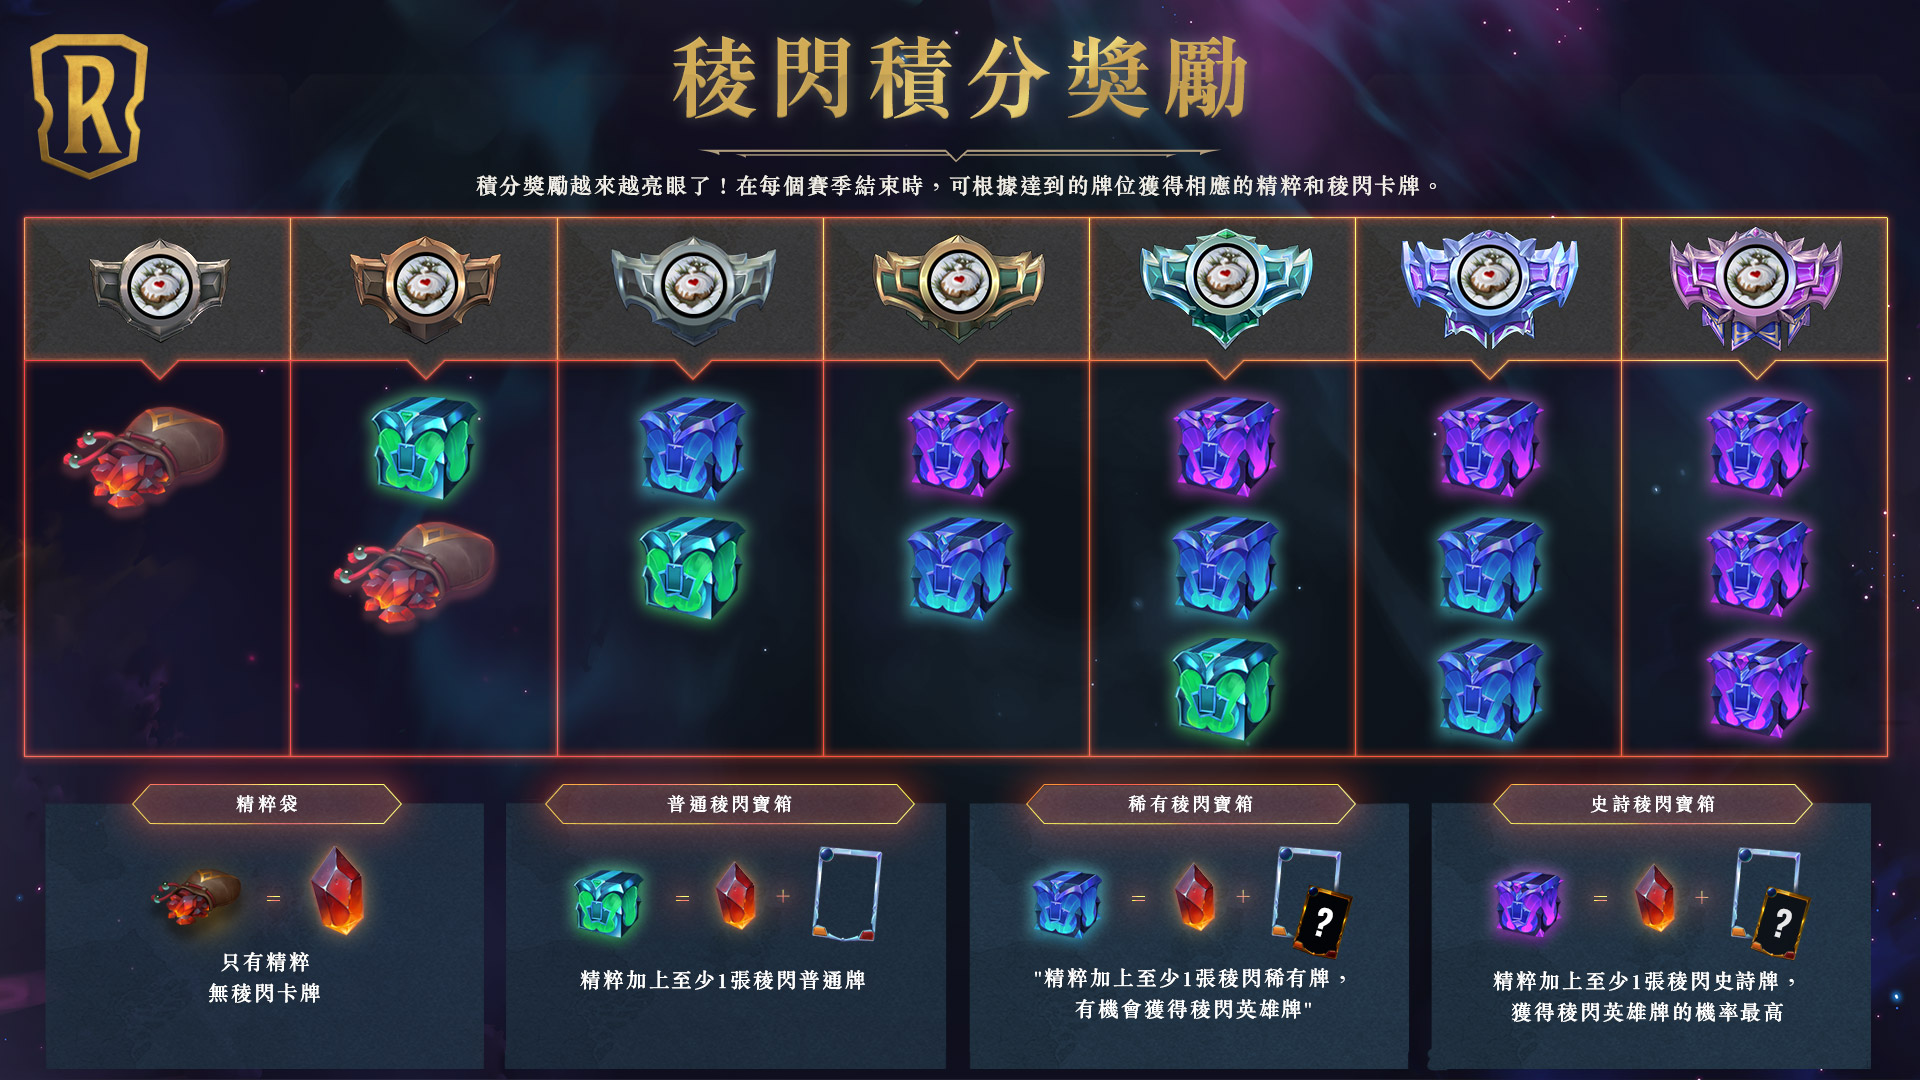 R
稜閃積分獎勵
積分獎勵越來越亮眼了！在每個賽季結束時，可根據達到的牌位獲得相應的精粹和稜閃卡牌。
精粹袋
=
只有精粹
無稜閃卡牌
普通稜閃寶箱
= +
精粹加上至少1張稜閃普通牌
稀有稜閃寶箱
= + ?
"精粹加上至少1張稜閃稀有牌，
有機會獲得稜閃英雄牌"
史詩稜閃寶箱
= + ?
精粹加上至少1張稜閃史詩牌，
獲得稜閃英雄牌的機率最高